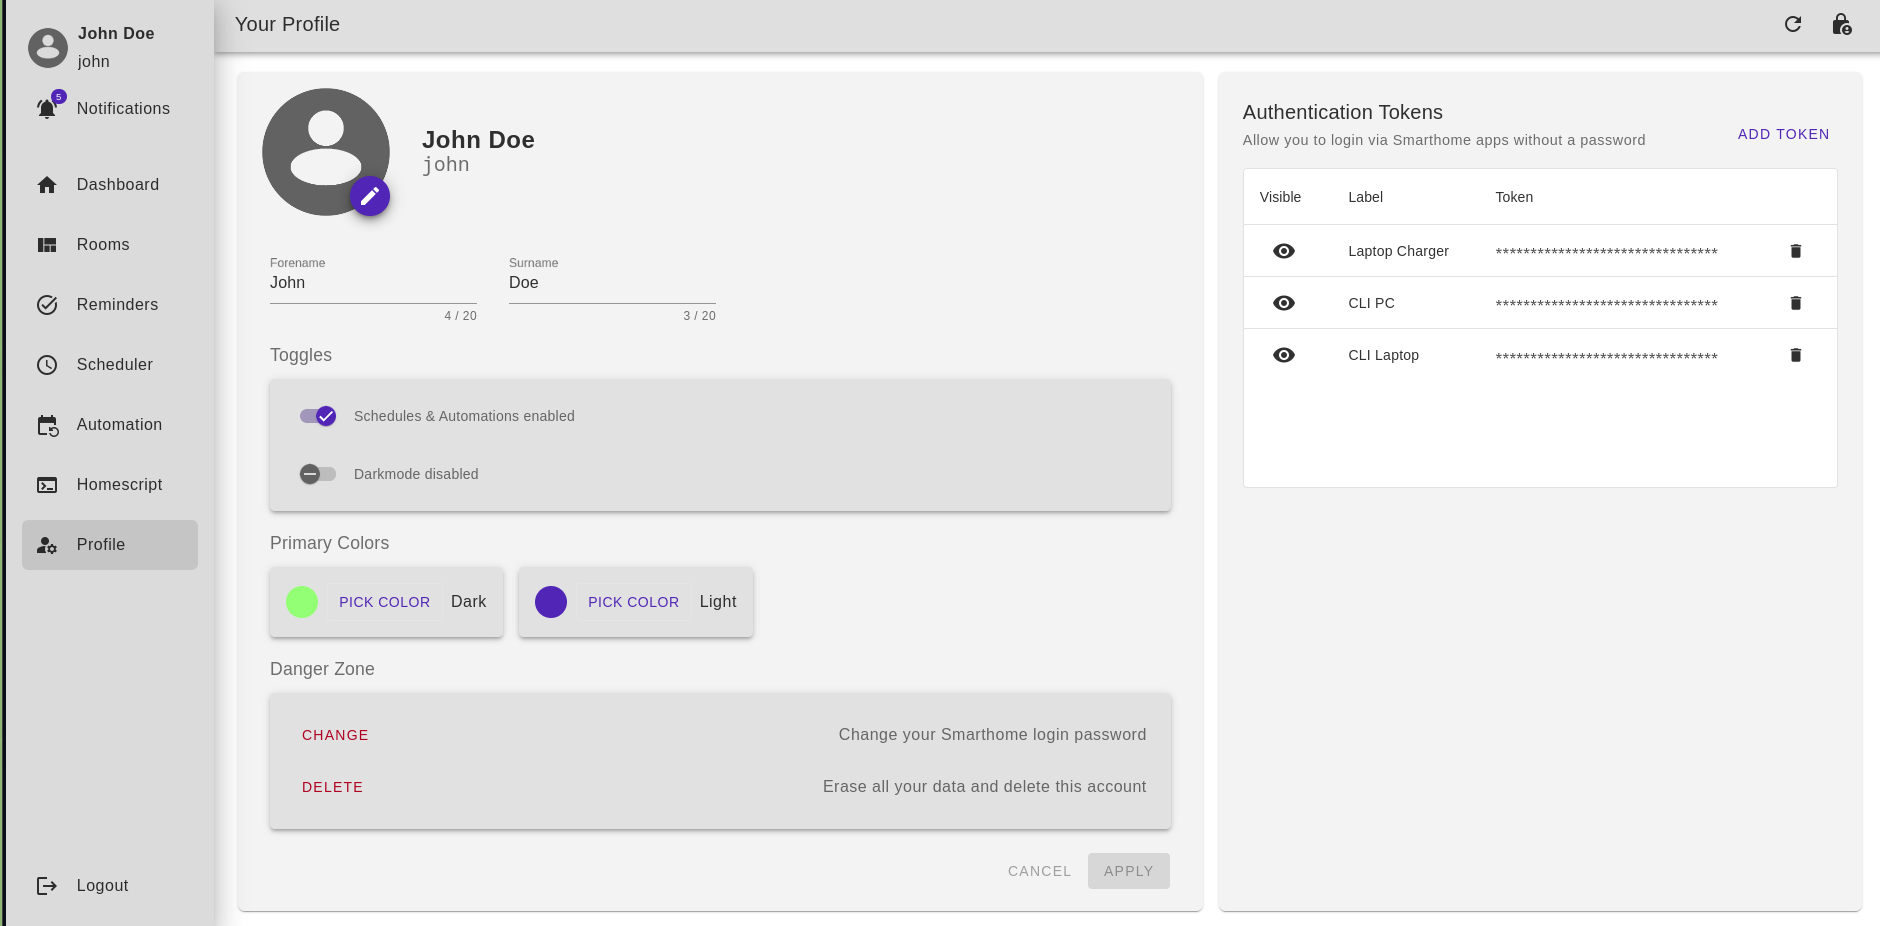 John Doe
john
5
Notifications
Dashboard
Rooms
Reminders
Scheduler
Automation
Homescript
Profile
Logout
Your Profile
John Doe
john
Forename
John
4 / 20
Surname
Doe
3 / 20
Toggles
Schedules & Automations enabled
Darkmode disabled
Primary Colors
PICK COLOR Dark
PICK COLOR Light
Danger Zone
CHANGE Change your Smarthome login password
DELETE Erase all your data and delete this account
CANCEL APPLY
Authentication Tokens
Allow you to login via Smarthome apps without a password
ADD TOKEN
Visible Label Token
Laptop Charger ********************************
CLI PC ********************************
CLI Laptop ********************************